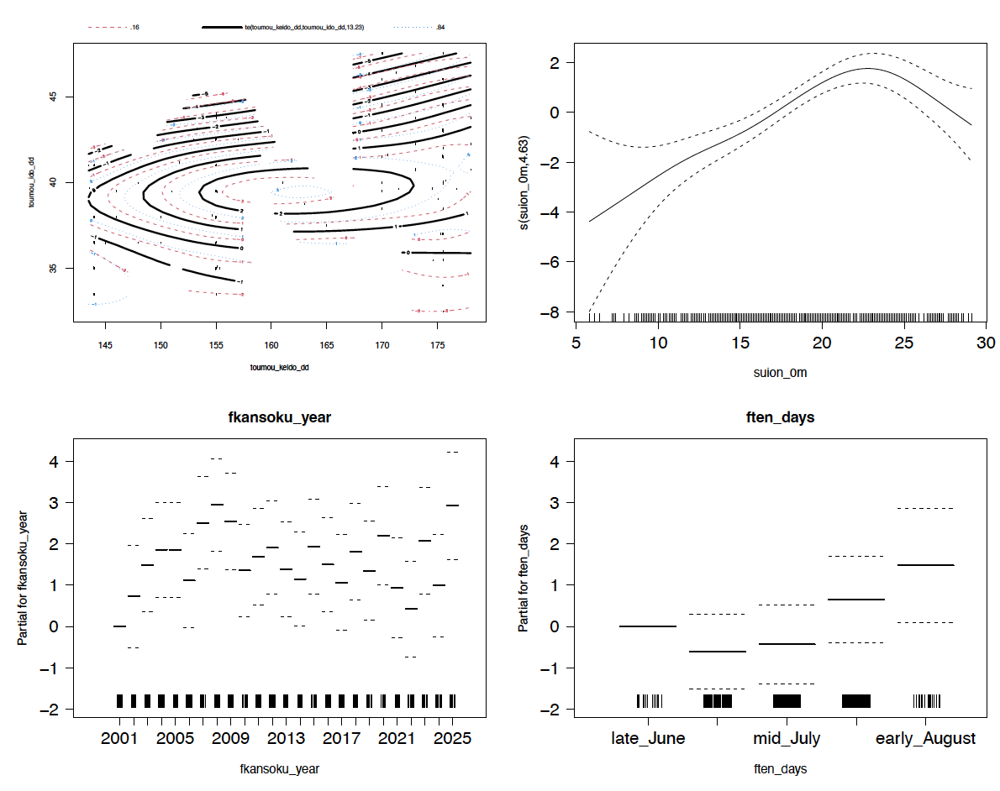 .16 te(toumou_keido_dd,toumou_ido_dd,13.23) .84
toumou_ido_dd
45
40
35
145 150 155 160 165 170 175
toumou_keido_dd
s(suion_0m,4.63)
2
0
−2
−4
−6
−8
5 10 15 20 25 30
suion_0m
fkansoku_year
Partial for fkansoku_year
4
3
2
1
0
−1
−2
2001 2005 2009 2013 2017 2021 2025
fkansoku_year
ften_days
Partial for ften_days
4
3
2
1
0
−1
−2
late_June mid_July early_August
ften_days